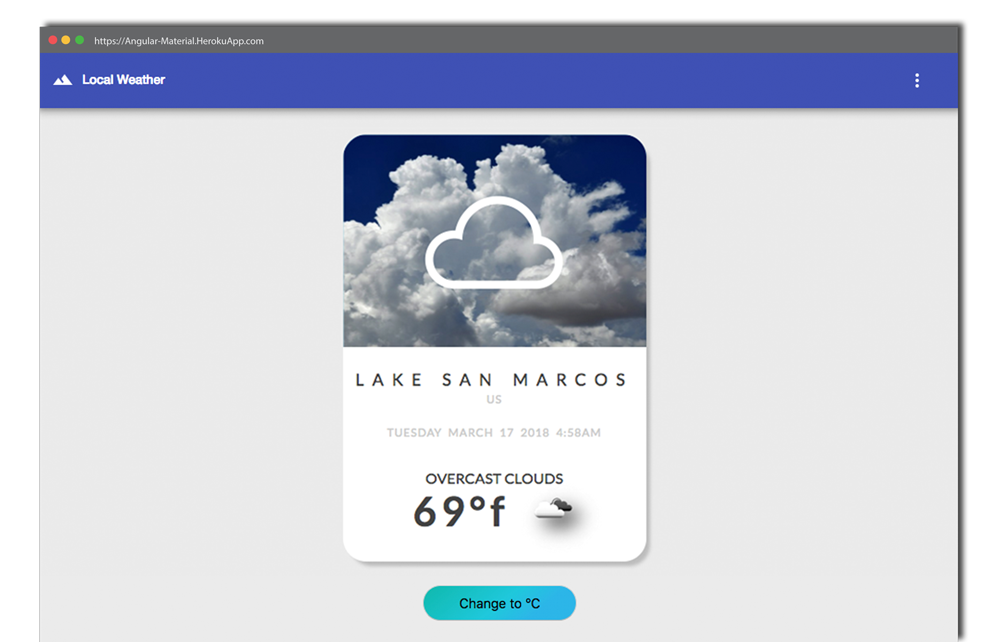 https://Angular-Material.HerokuApp.com
Local Weather
LAKE SAN MARCOS
US
TUESDAY MARCH 17 2018 4:58AM
OVERCAST CLOUDS
69°f
Change to °C